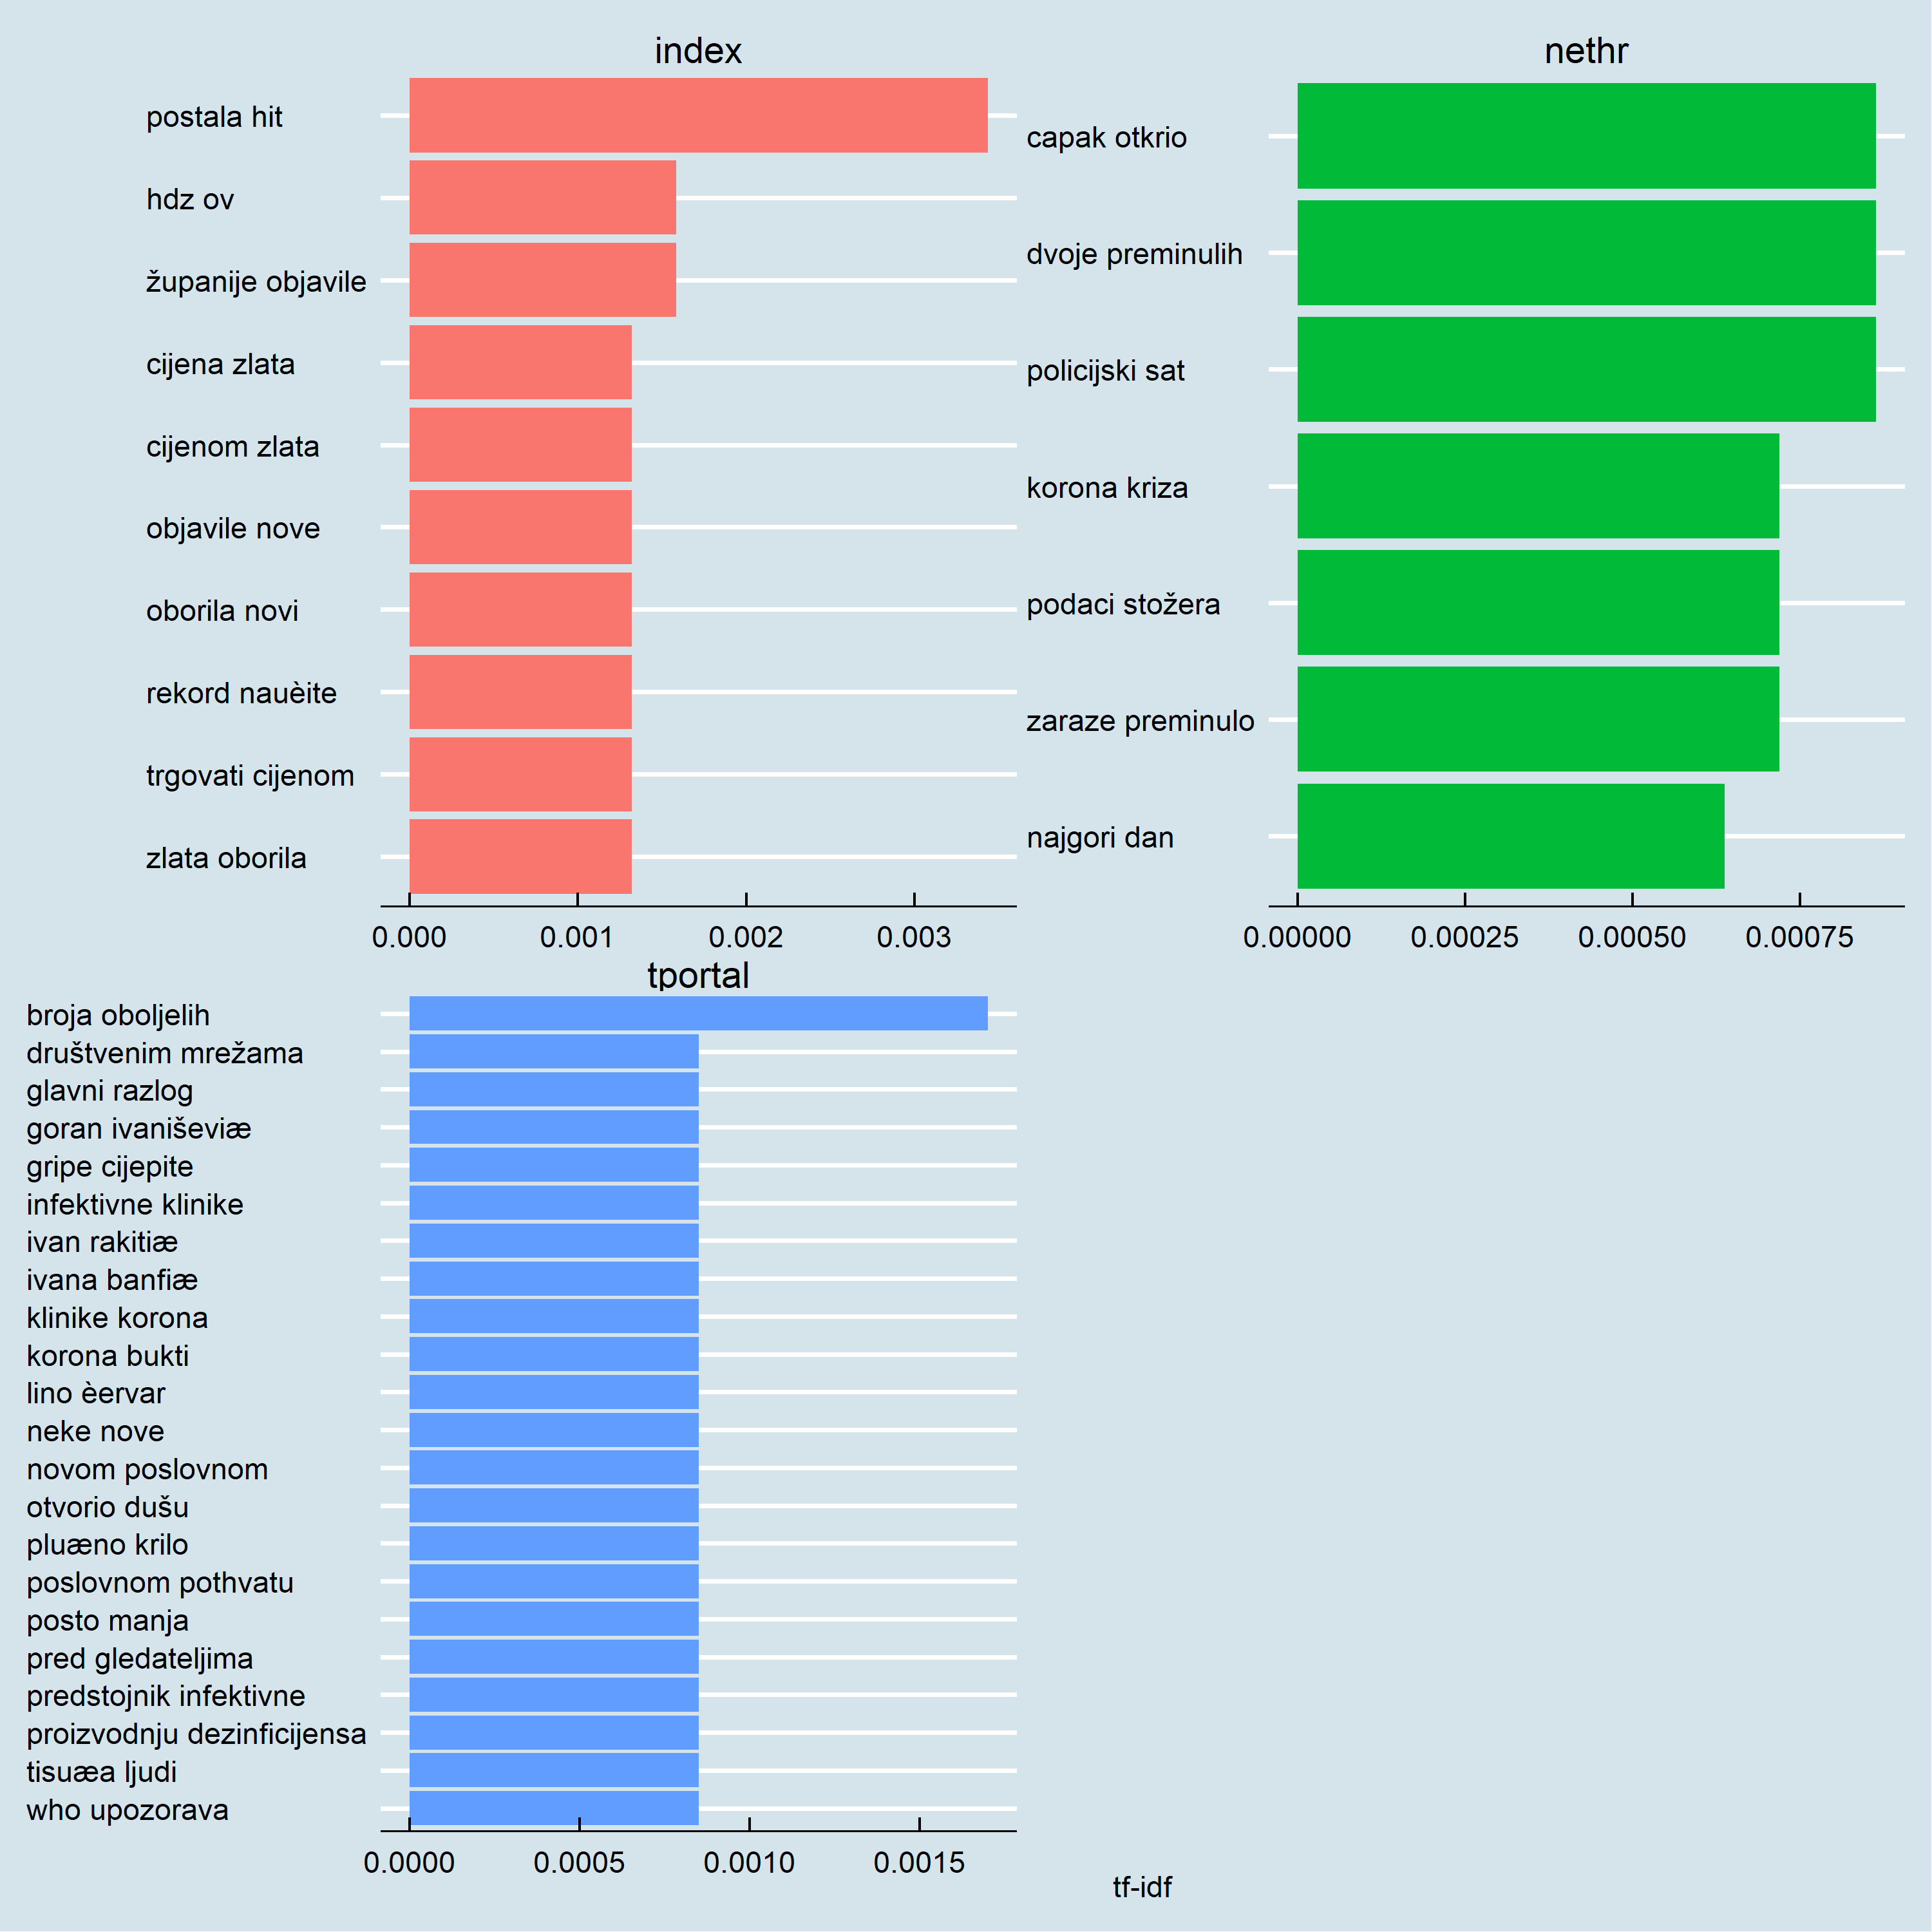 index
postala hit
hdz ov
županije objavile
cijena zlata
cijenom zlata
objavile nove
oborila novi
rekord nauèite
trgovati cijenom
zlata oborila
0.000 0.001 0.002 0.003
nethr
capak otkrio
dvoje preminulih
policijski sat
korona kriza
podaci stožera
zaraze preminulo
najgori dan
0.00000 0.00025 0.00050 0.00075
tportal
broja oboljelih
društvenim mrežama
glavni razlog
goran ivaniševiæ
gripe cijepite
infektivne klinike
ivan rakitiæ
ivana banfiæ
klinike korona
korona bukti
lino èervar
neke nove
novom poslovnom
otvorio dušu
pluæno krilo
poslovnom pothvatu
posto manja
pred gledateljima
predstojnik infektivne
proizvodnju dezinficijensa
tisuæa ljudi
who upozorava
0.0000 0.0005 0.0010 0.0015
tf-idf